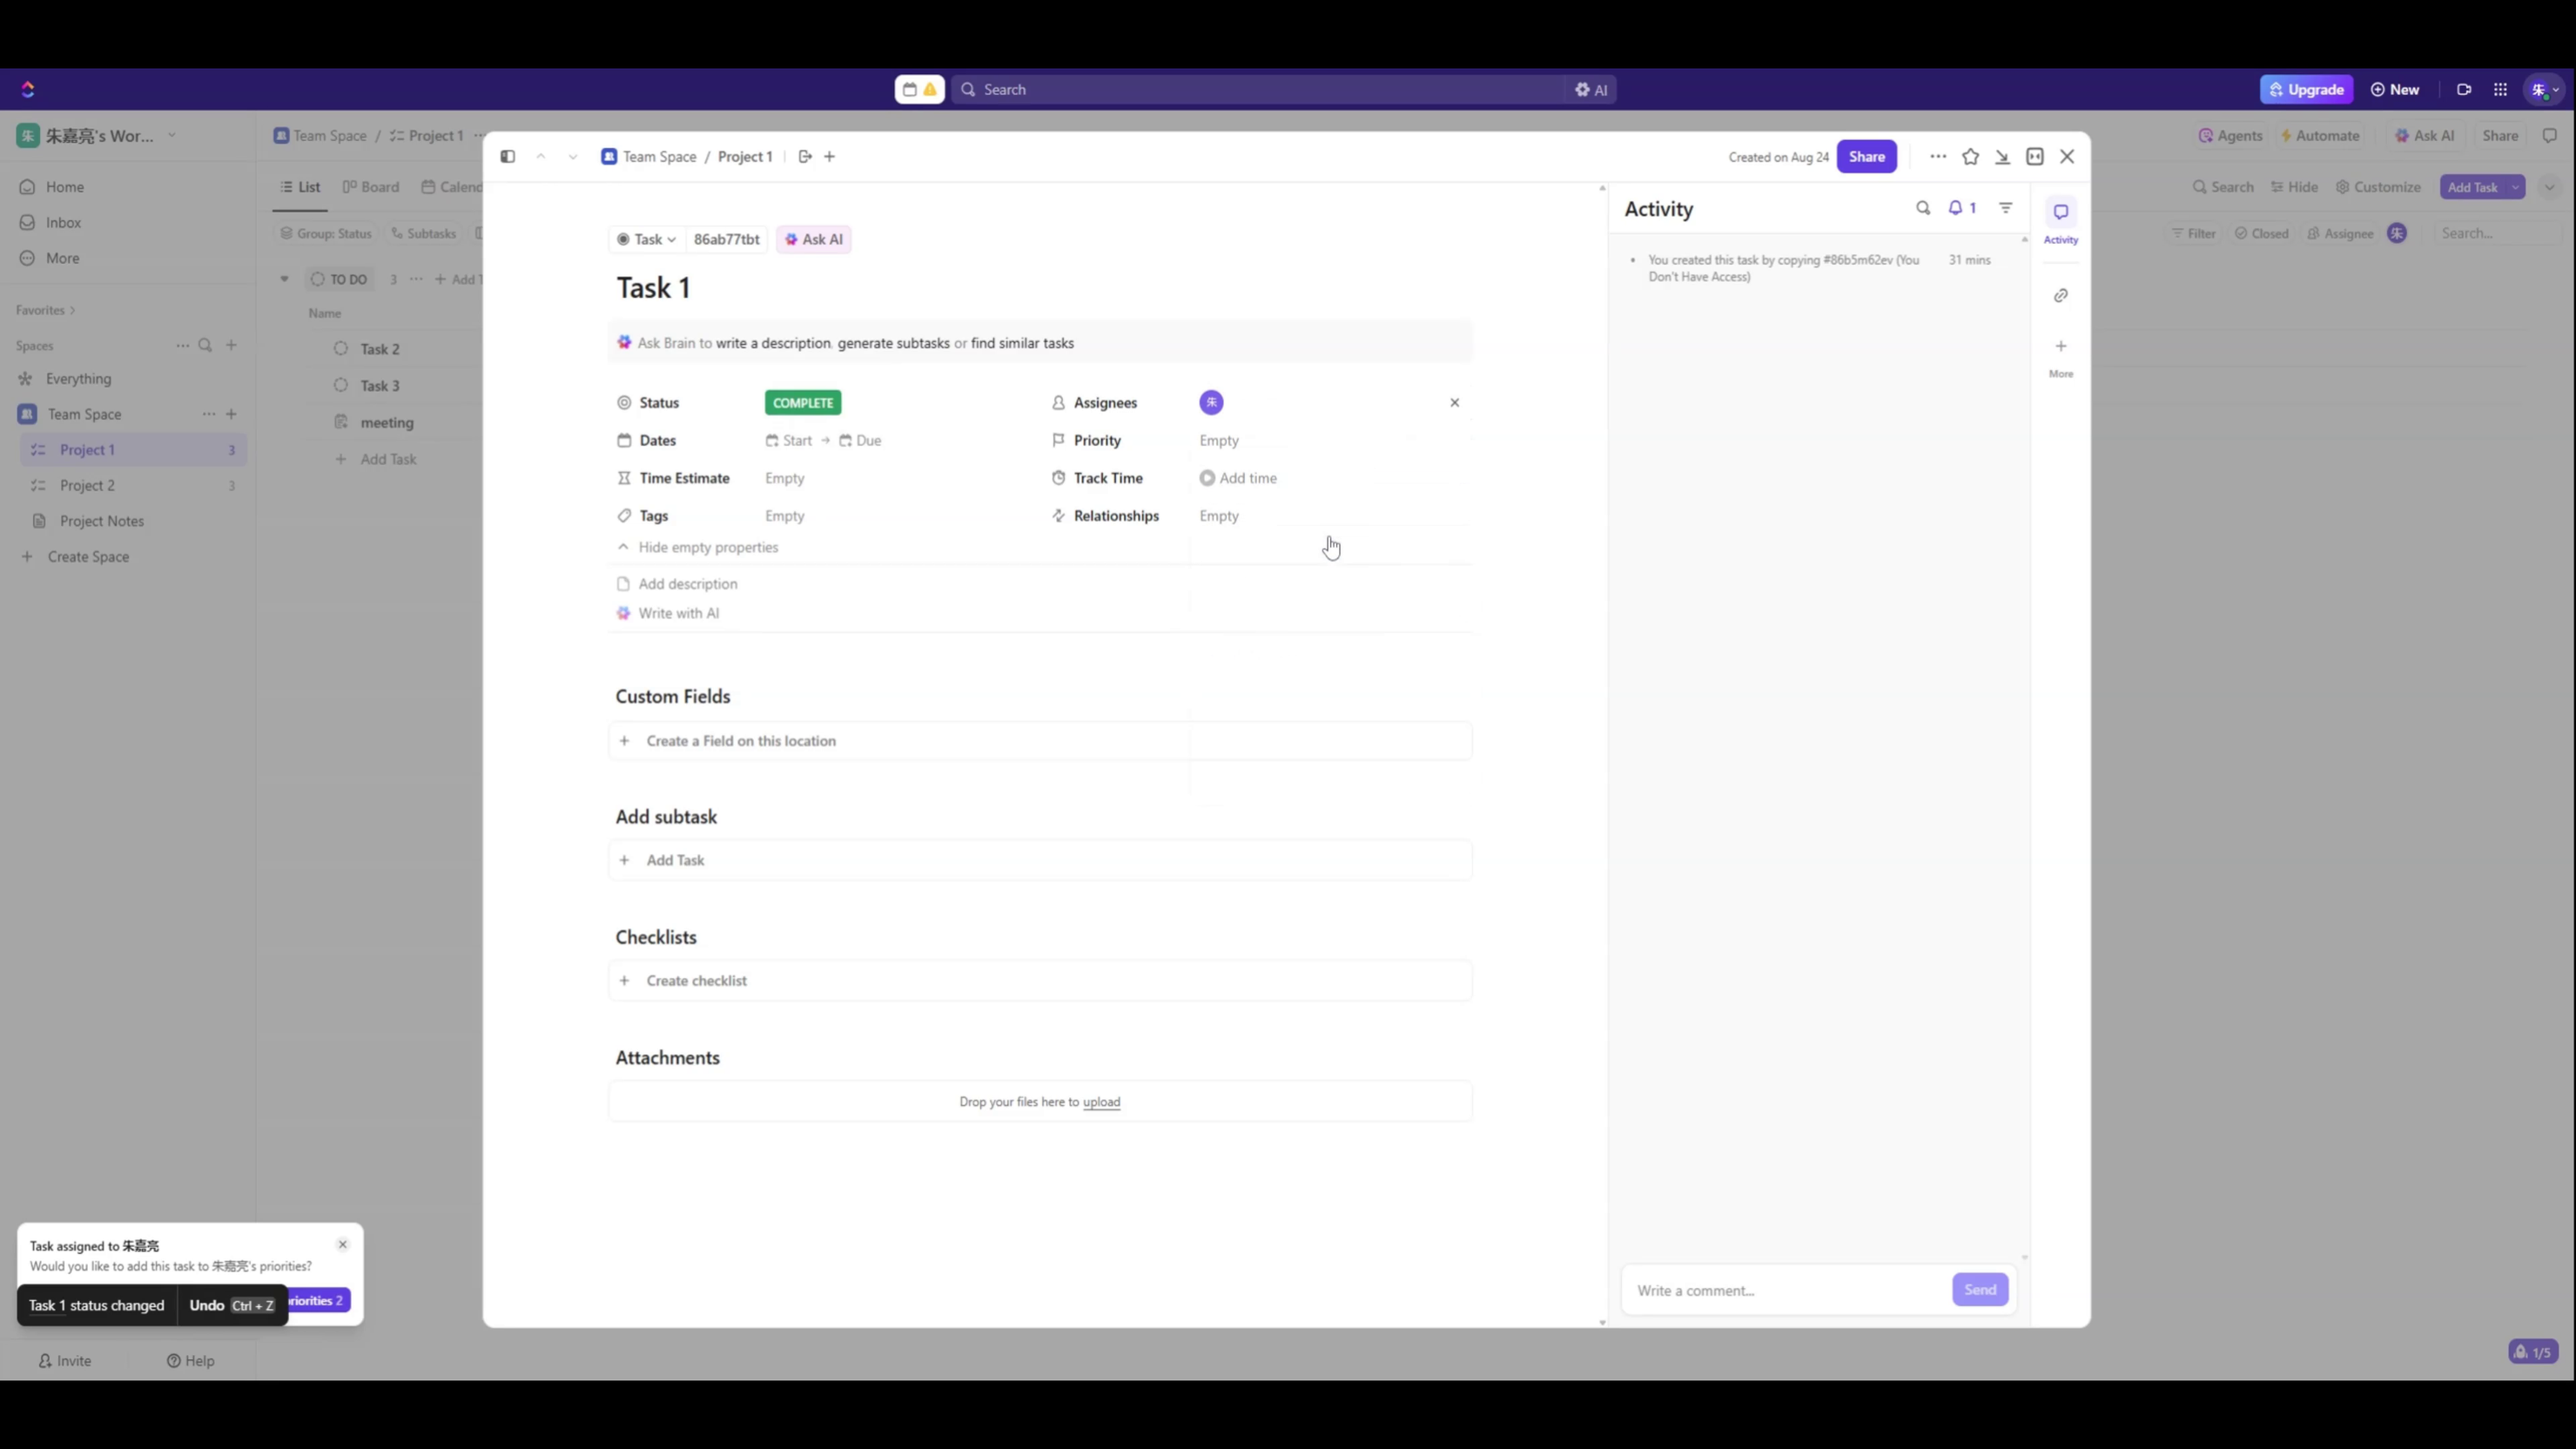 Search
AI
Upgrade
New
朱
朱 朱嘉亮's Wor...
Team Space / Project 1 ...
Agents
Automate
Ask AI
Share
Home
Inbox
More
Favorites
Spaces
Everything
Team Space
Project 1 3
Project 2 3
Project Notes
Create Space
List
Board
Calend
Search
Hide
Customize
Add Task
Group: Status
Subtasks
Filter
Closed
Assignee
朱
Search...
TO DO 3 ... + Add T
Name
Task 2
Task 3
meeting
Add Task
Team Space / Project 1
Created on Aug 24
Share
Task
86ab77tbt
Ask AI
Task 1
Ask Brain to write a description, generate subtasks or find similar tasks
Status COMPLETE
Assignees 朱
Dates Start → Due
Priority Empty
Time Estimate Empty
Track Time Add time
Tags Empty
Relationships Empty
Hide empty properties
Add description
Write with AI
Custom Fields
+ Create a Field on this location
Add subtask
+ Add Task
Checklists
+ Create checklist
Attachments
Drop your files here to upload
Activity
1
You created this task by copying #86b5m62ev (You
Don't Have Access)
31 mins
Activity
More
Write a comment...
Send
Task assigned to 朱嘉亮
Would you like to add this task to 朱嘉亮's priorities?
riorities 2
Task 1 status changed
Undo Ctrl + Z
Invite
Help
1/5